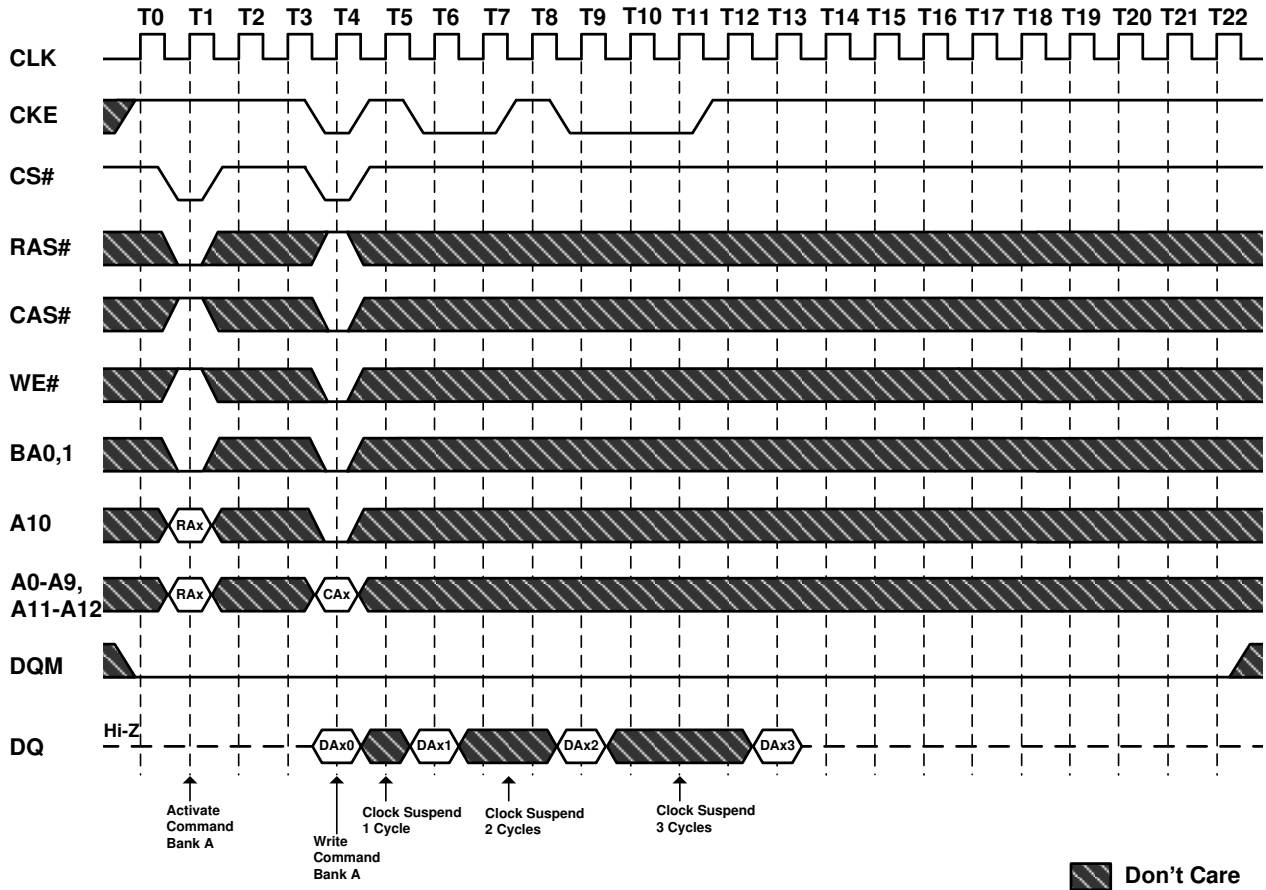 T0 T1 T2 T3 T4 T5 T6 T7 T8 T9 T10 T11 T12 T13 T14 T15 T16 T17 T18 T19 T20 T21 T22
CLK
CKE
CS#
RAS#
CAS#
WE#
BA0,1
A10
RAx
A0-A9,
A11-A12
RAx
CAx
DQM
DQ
Hi-Z
DAx0
DAx1
DAx2
DAx3
Activate
Command
Bank A
Write
Command
Bank A
Clock Suspend
1 Cycle
Clock Suspend
2 Cycles
Clock Suspend
3 Cycles
Don't Care